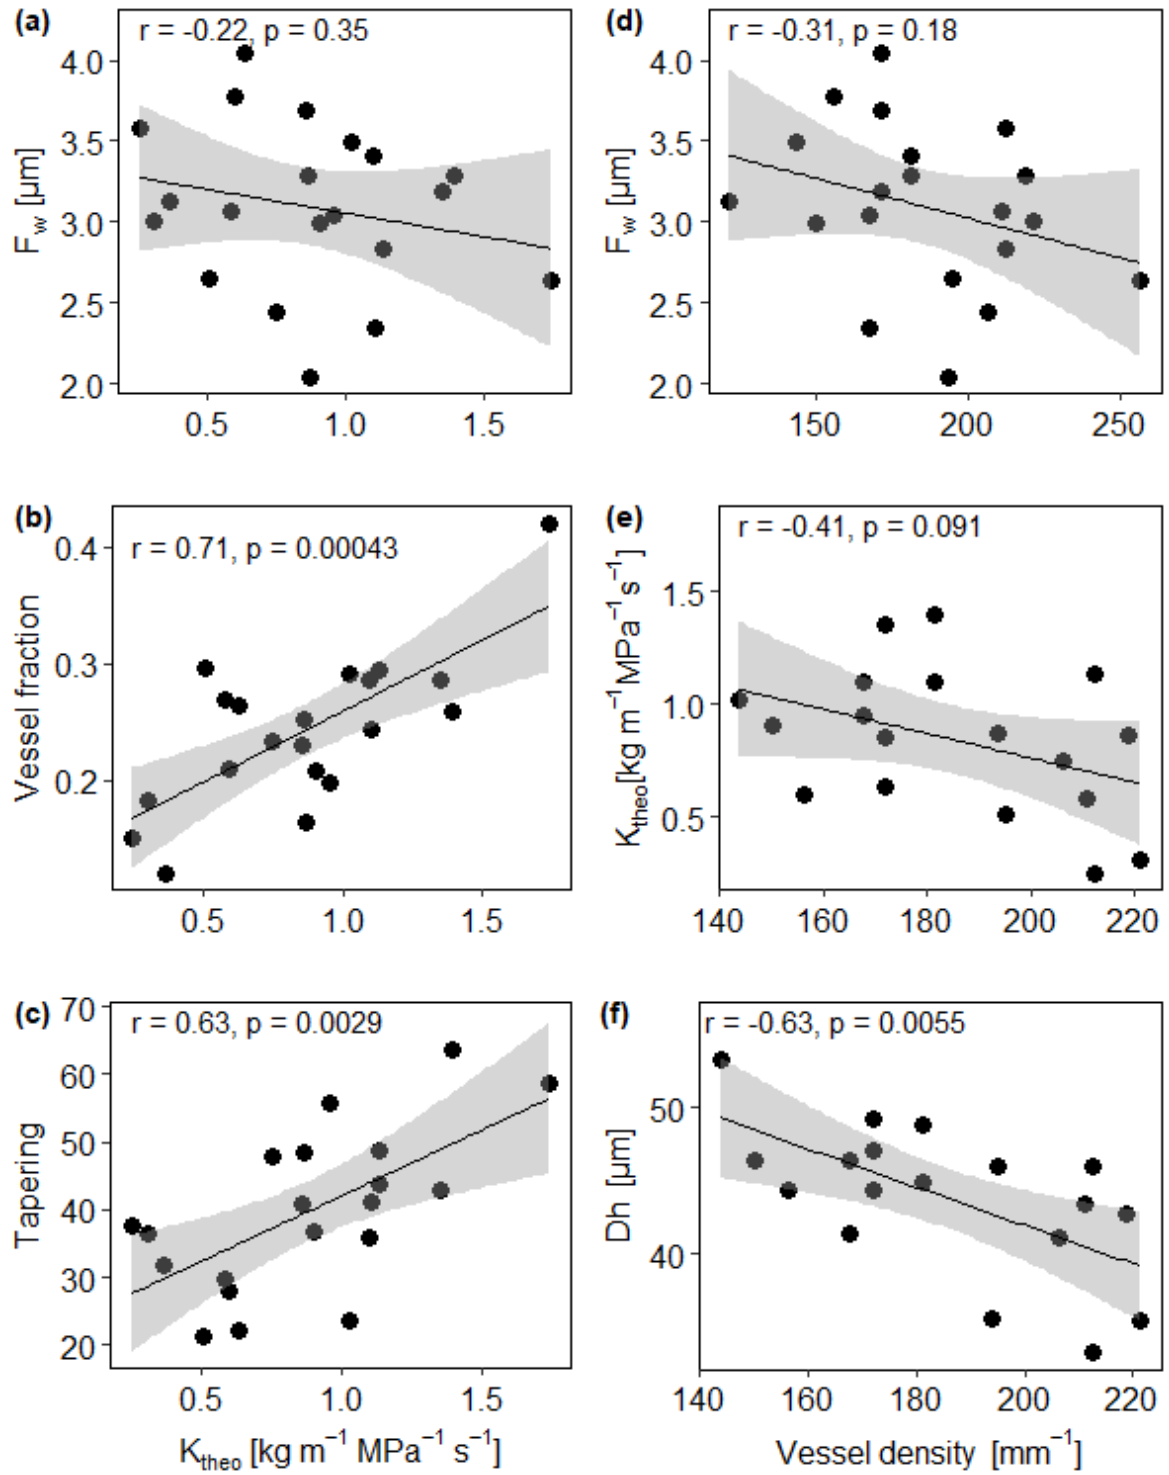 (a)
r = -0.22, p = 0.35
4.0
3.5
3.0
2.5
2.0
F_w [µm]
0.5 1.0 1.5
(d)
r = -0.31, p = 0.18
4.0
3.5
3.0
2.5
2.0
F_w [µm]
150 200 250
(b)
r = 0.71, p = 0.00043
0.4
0.3
0.2
Vessel fraction
0.5 1.0 1.5
(e)
r = -0.41, p = 0.091
1.5
1.0
0.5
K_theo[kg m⁻¹MPa⁻¹s⁻¹]
140 160 180 200 220
(c)
r = 0.63, p = 0.0029
70
60
50
40
30
20
Tapering
0.5 1.0 1.5
K_theo [kg m⁻¹ MPa⁻¹ s⁻¹]
(f)
r = -0.63, p = 0.0055
50
40
Dh [µm]
140 160 180 200 220
Vessel density [mm⁻¹]